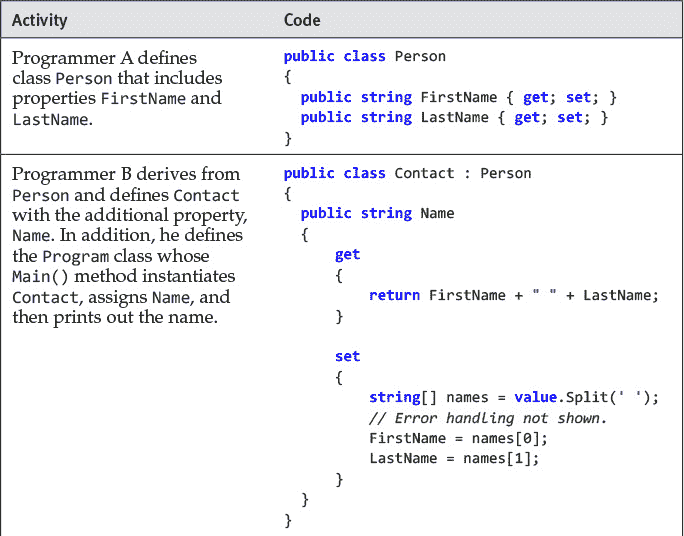 Activity
Code
Programmer A defines
class Person that includes
properties FirstName and
LastName.
public class Person
{
  public string FirstName { get; set; }
  public string LastName { get; set; }
}
Programmer B derives from
Person and defines Contact
with the additional property,
Name. In addition, he defines
the Program class whose
Main() method instantiates
Contact, assigns Name, and
then prints out the name.
public class Contact : Person
{
  public string Name
  {
      get
      {
          return FirstName + " " + LastName;
      }

      set
      {
          string[] names = value.Split(' ');
          // Error handling not shown.
          FirstName = names[0];
          LastName = names[1];
      }
  }
}